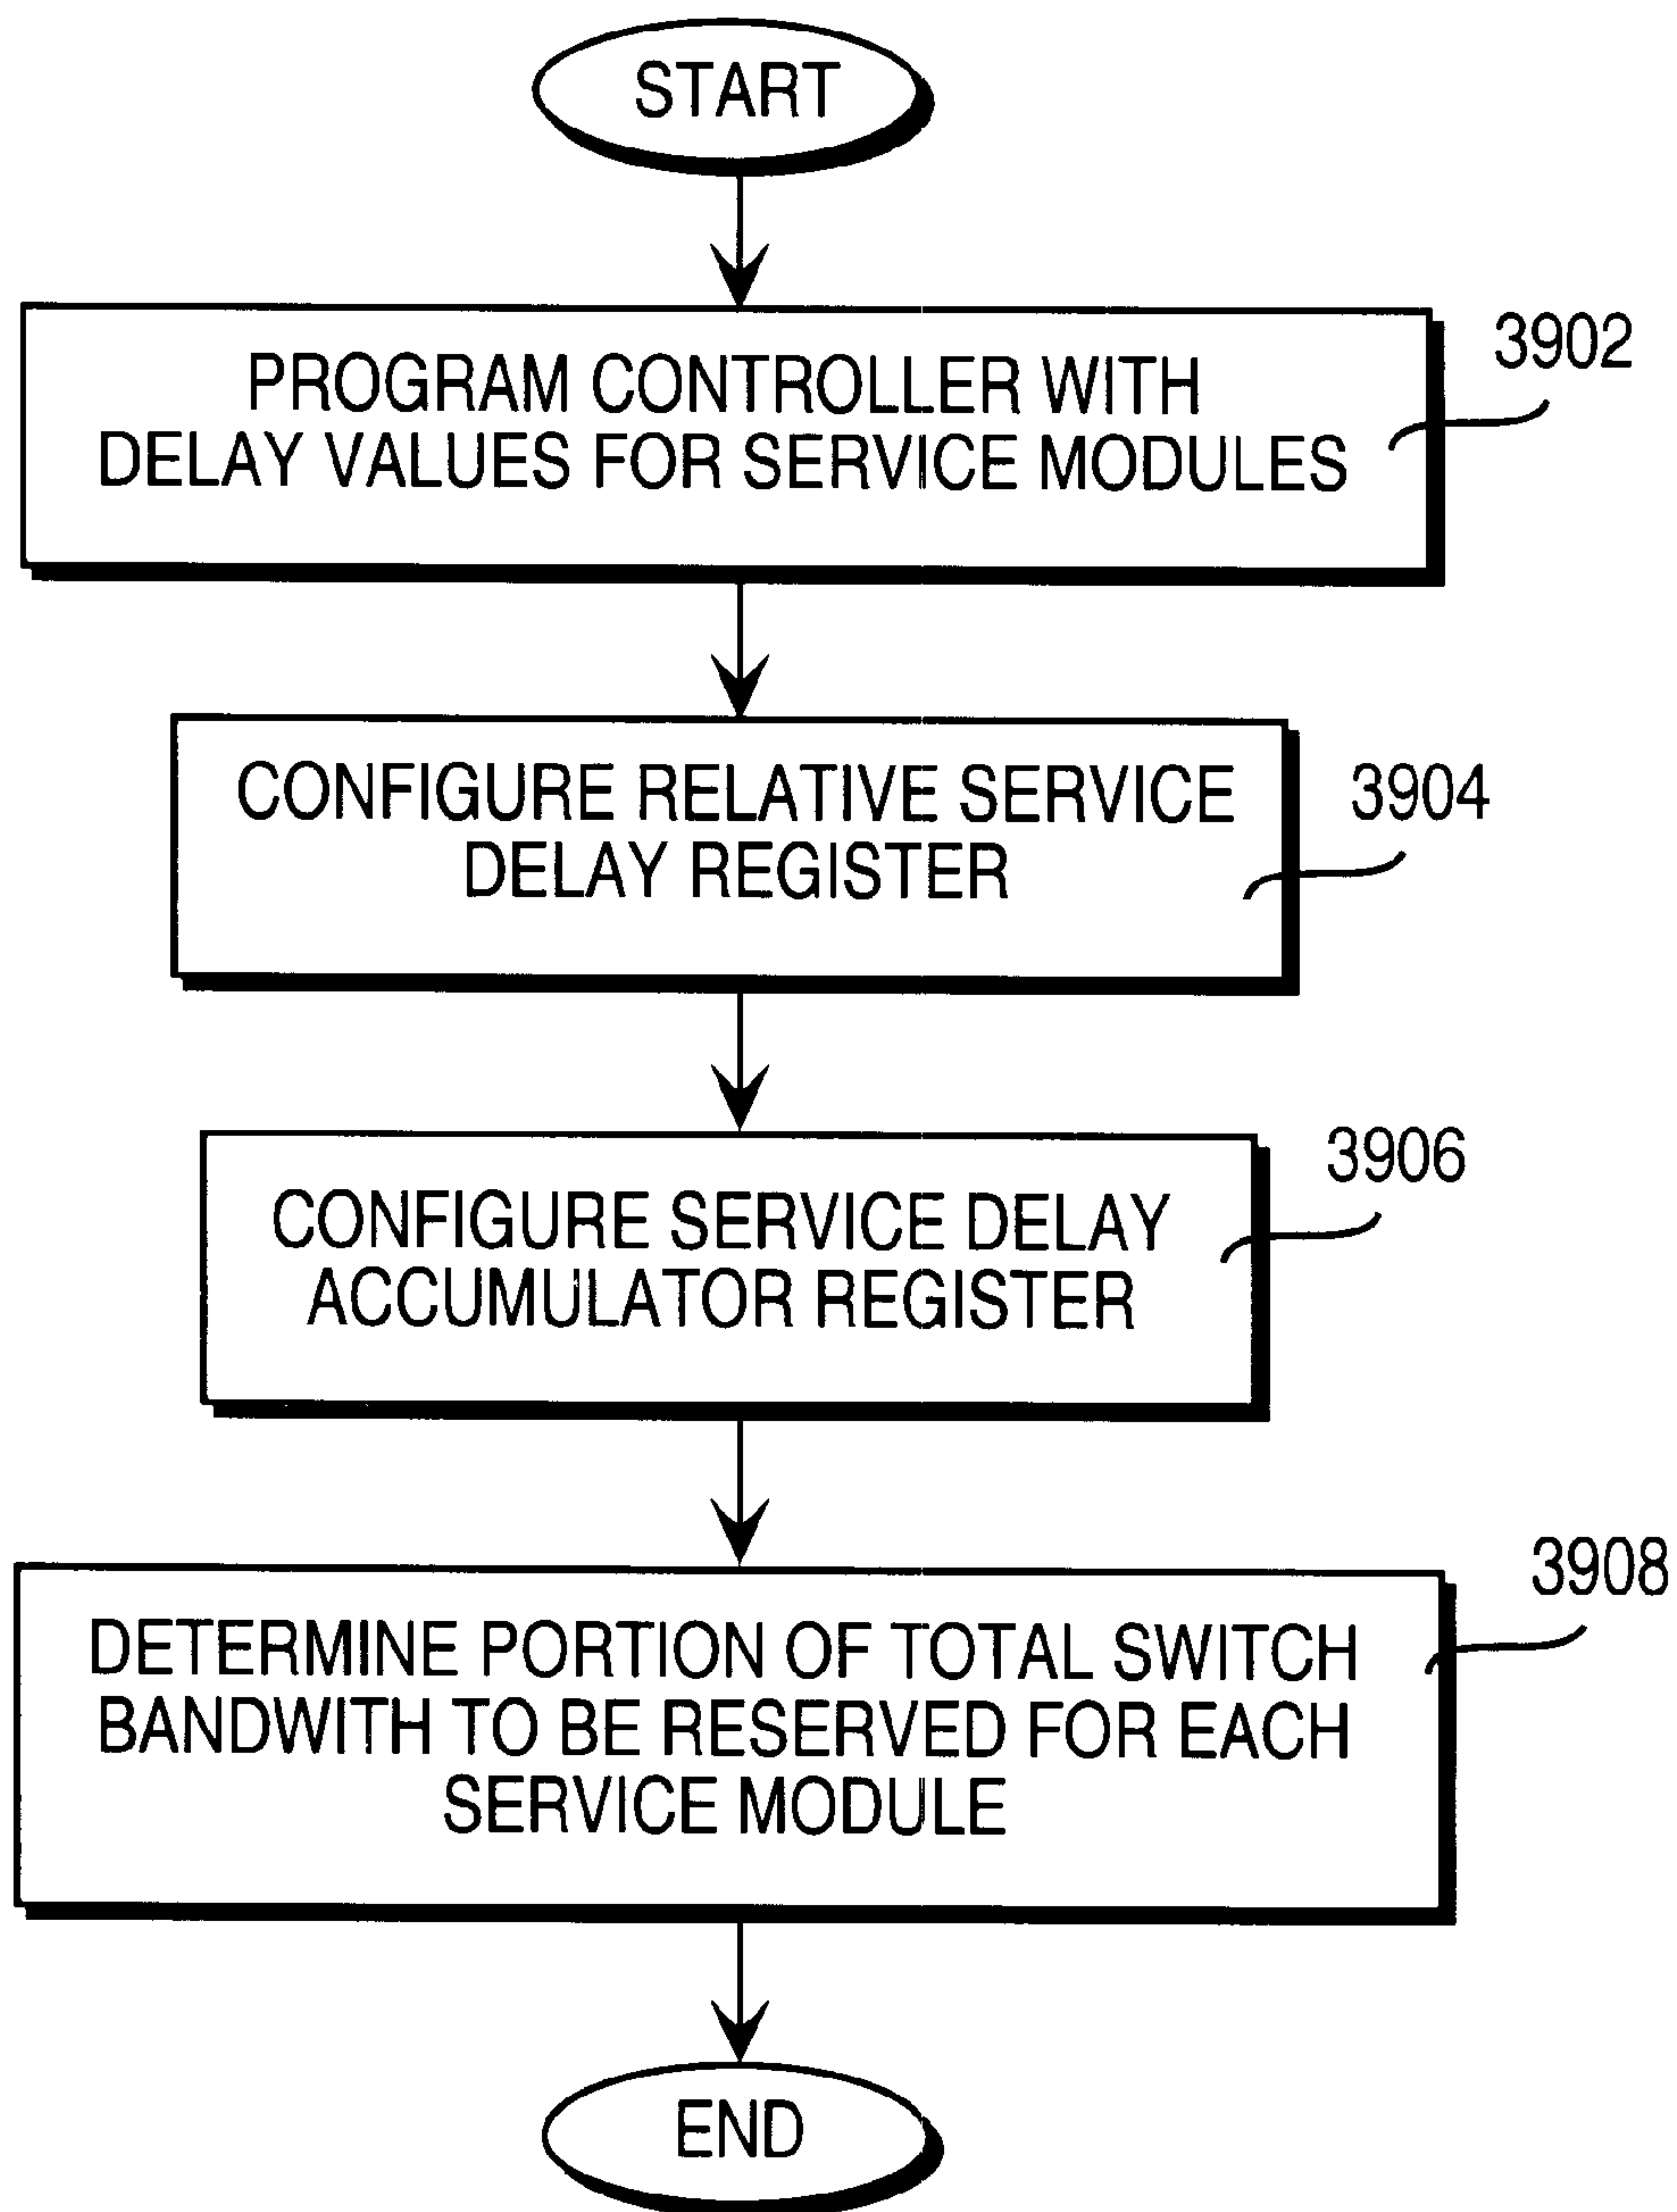 START
PROGRAM CONTROLLER WITH
DELAY VALUES FOR SERVICE MODULES
3902
CONFIGURE RELATIVE SERVICE
DELAY REGISTER
3904
CONFIGURE SERVICE DELAY
ACCUMULATOR REGISTER
3906
DETERMINE PORTION OF TOTAL SWITCH
BANDWITH TO BE RESERVED FOR EACH
SERVICE MODULE
3908
END